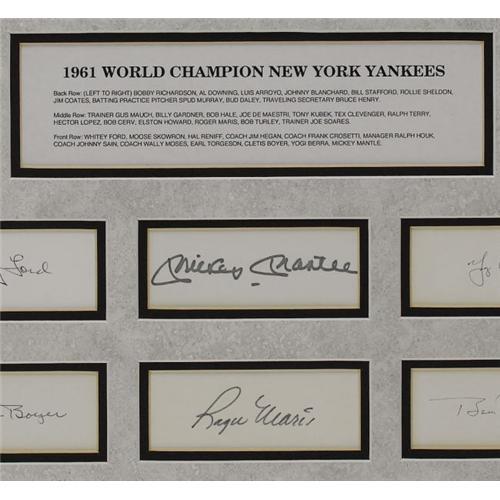 1961 WORLD CHAMPION NEW YORK YANKEES
Back Row: (LEFT TO RIGHT) BOBBY RICHARDSON, AL DOWNING, LUIS ARROYO, JOHNNY BLANCHARD, BILL STAFFORD, ROLLIE SHELDON,
JIM COATES, BATTING PRACTICE PITCHER SPUD MURRAY, BUD DALEY, TRAVELING SECRETARY BRUCE HENRY.
Middle Row: TRAINER GUS MAUCH, BILLY GARDNER, BOB HALE, JOE DE MAESTRI, TONY KUBEK, TEX CLEVENGER, RALPH TERRY,
HECTOR LOPEZ, BOB CERV, ELSTON HOWARD, ROGER MARIS, BOB TURLEY, TRAINER JOE SOARES.
Front Row: WHITEY FORD, MOOSE SKOWRON, HAL RENIFF, COACH JIM HEGAN, COACH FRANK CROSETTI, MANAGER RALPH HOUK,
COACH JOHNNY SAIN, COACH WALLY MOSES, EARL TORGESON, CLETIS BOYER, YOGI BERRA, MICKEY MANTLE.
Ford
Mickey Mantle
Boyer
Roger Maris